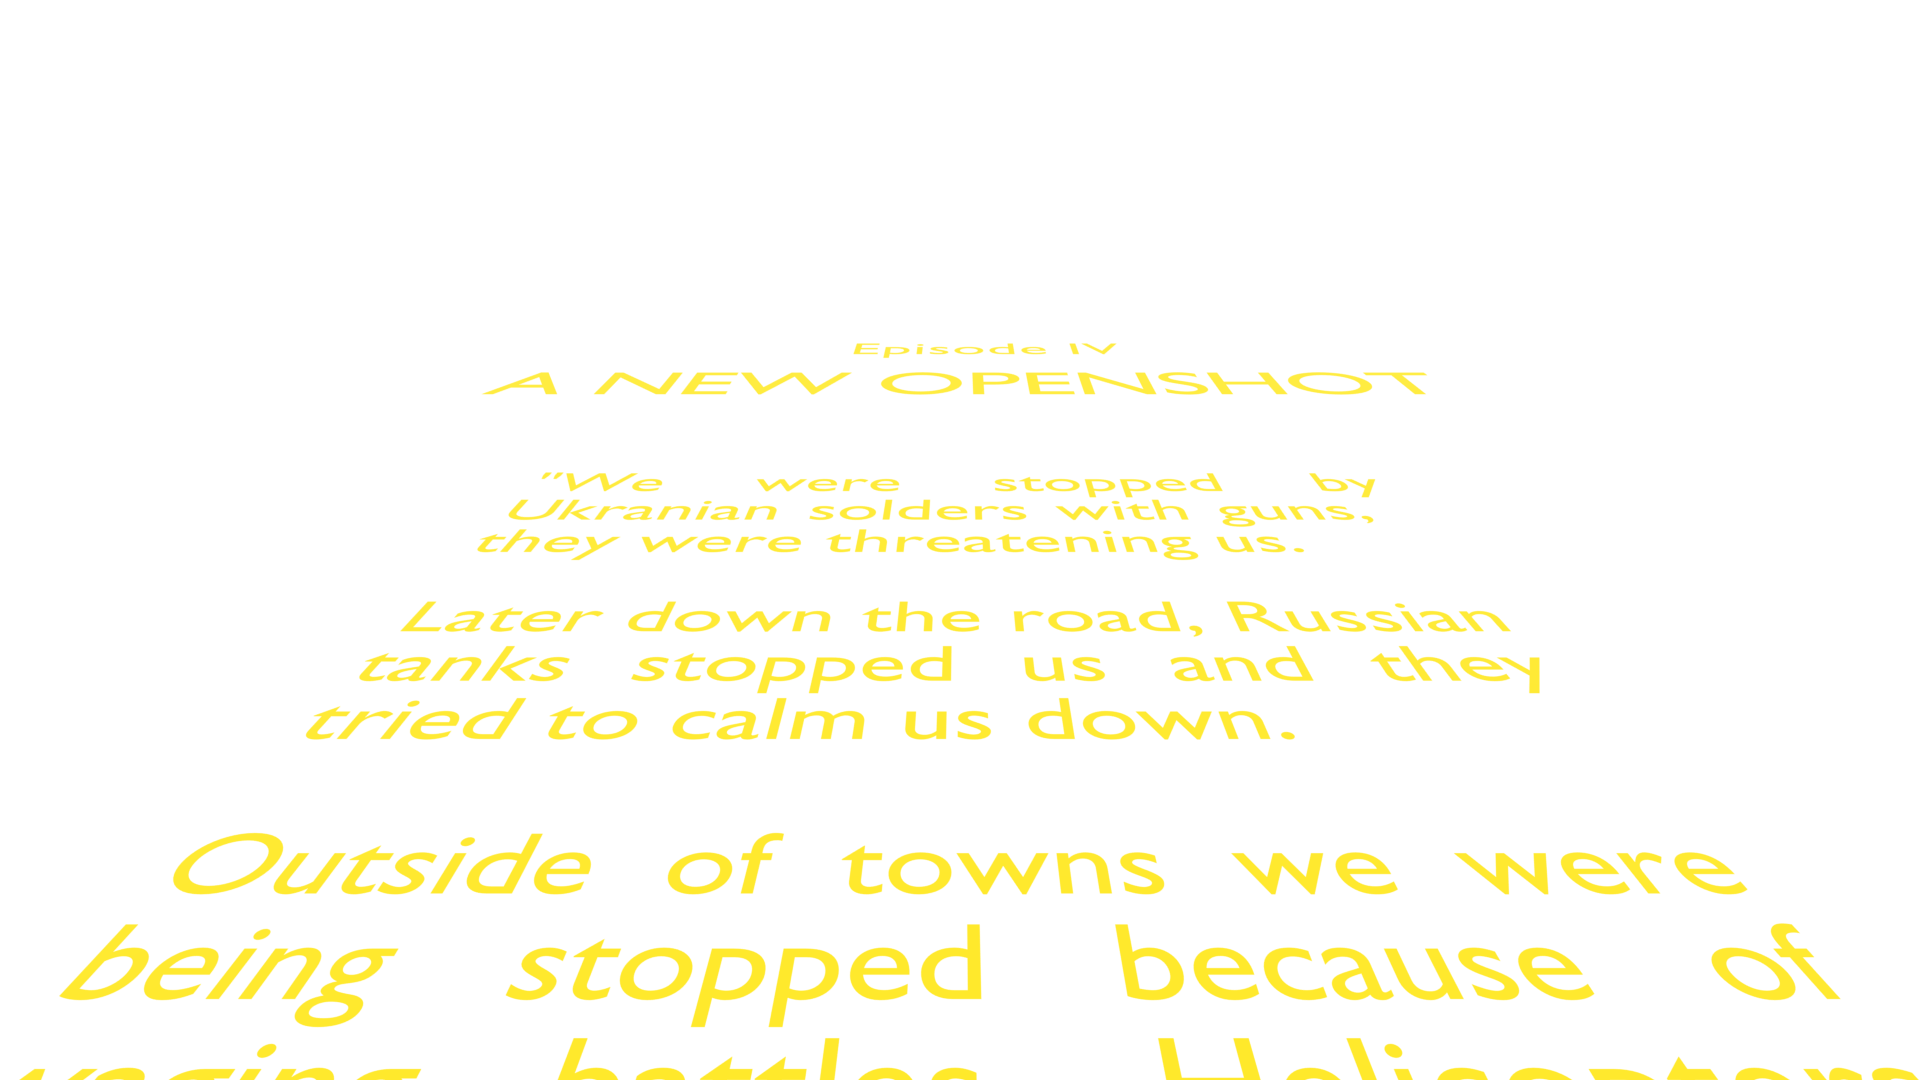 Episode IV
A NEW OPENSHOT
"We were stopped by
Ukranian solders with guns,
they were threatening us.
Later down the road, Russian
tanks stopped us and they
tried to calm us down.
Outside of towns we were
being stopped because of
battles. Helicopters